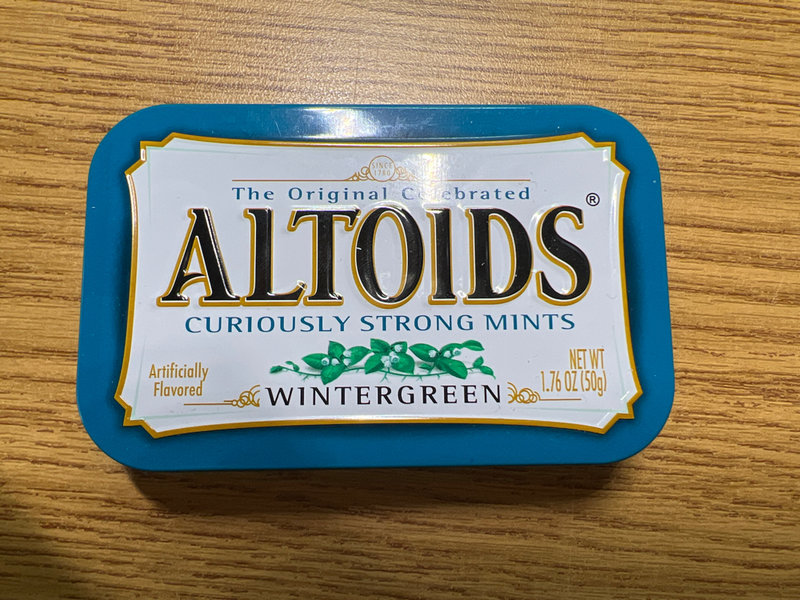 SINCE
1780
The Original Celebrated
ALTOIDS®
CURIOUSLY STRONG MINTS
Artificially
Flavored
NET WT
1.76 OZ (50g)
WINTERGREEN